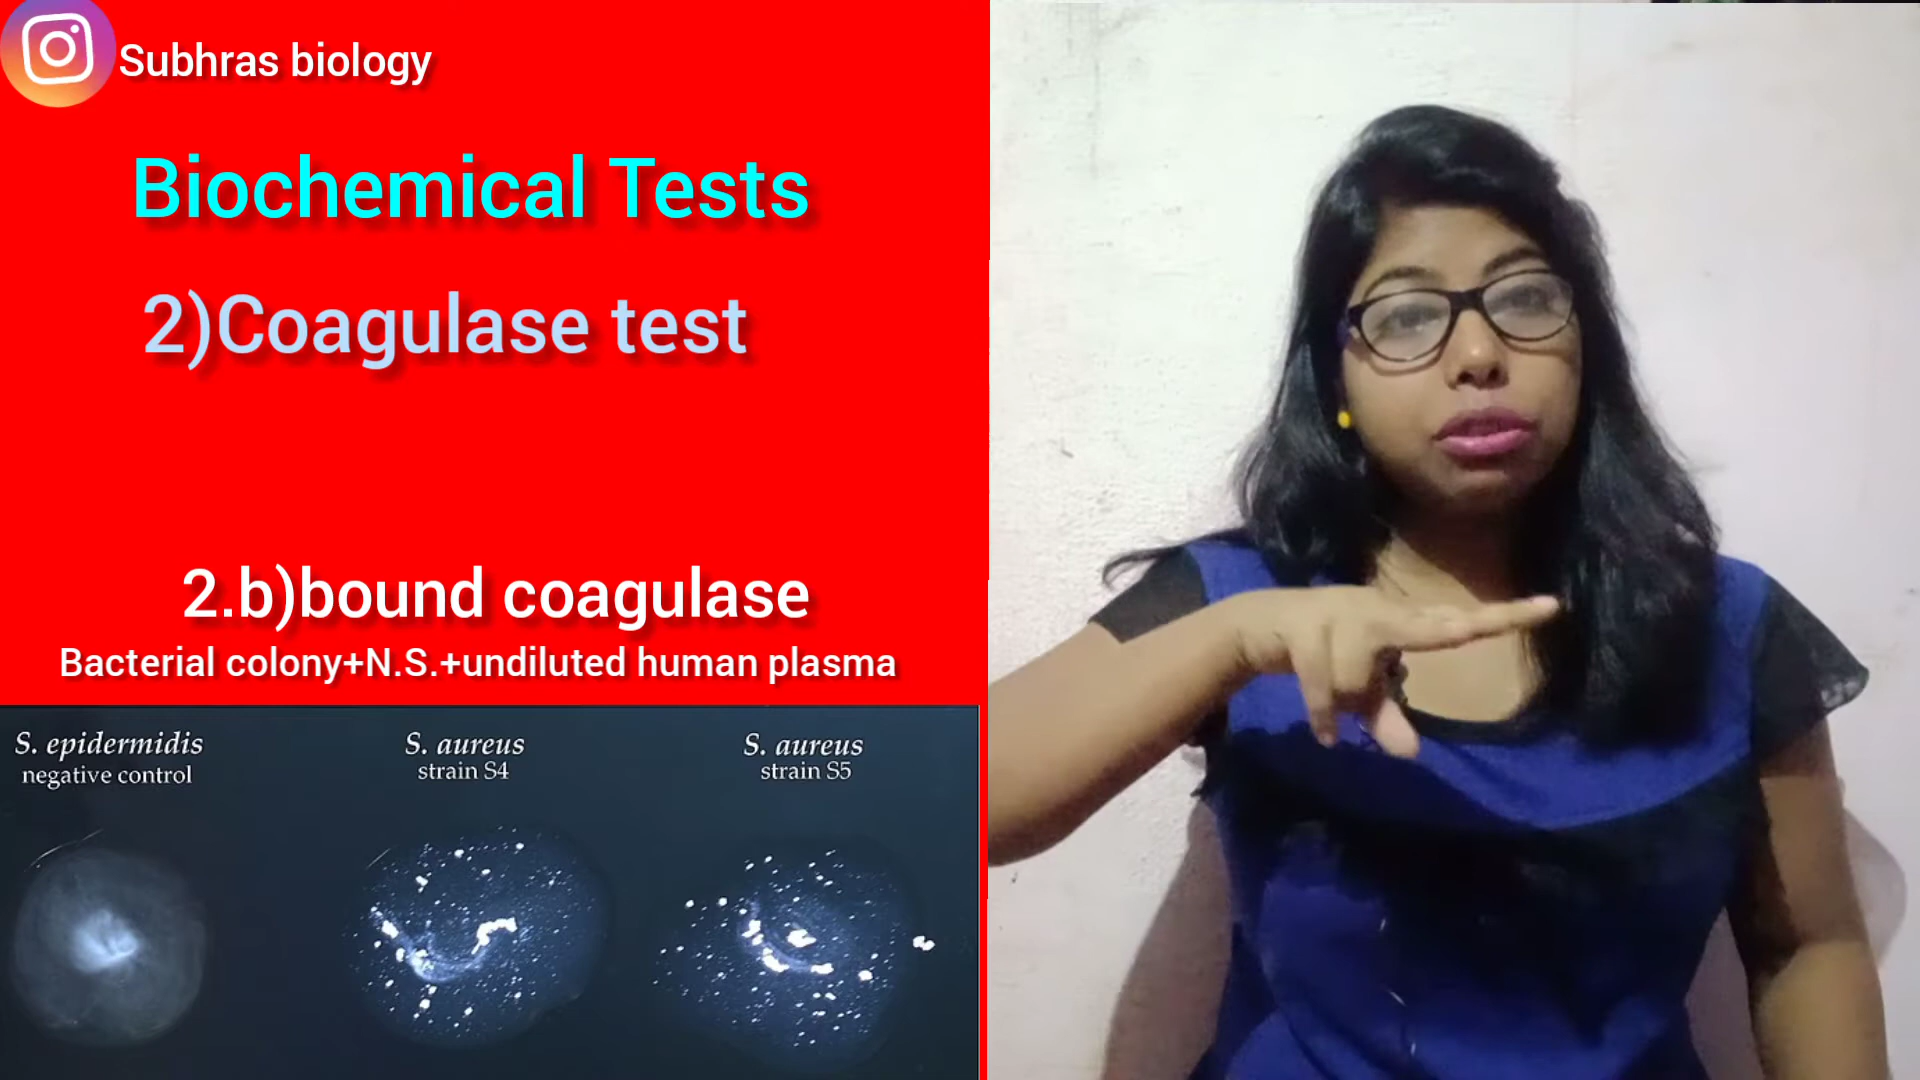 Subhras biology
Biochemical Tests
2)Coagulase test
2.b)bound coagulase
Bacterial colony+N.S.+undiluted human plasma
S. epidermidis
negative control
S. aureus
strain S4
S. aureus
strain S5